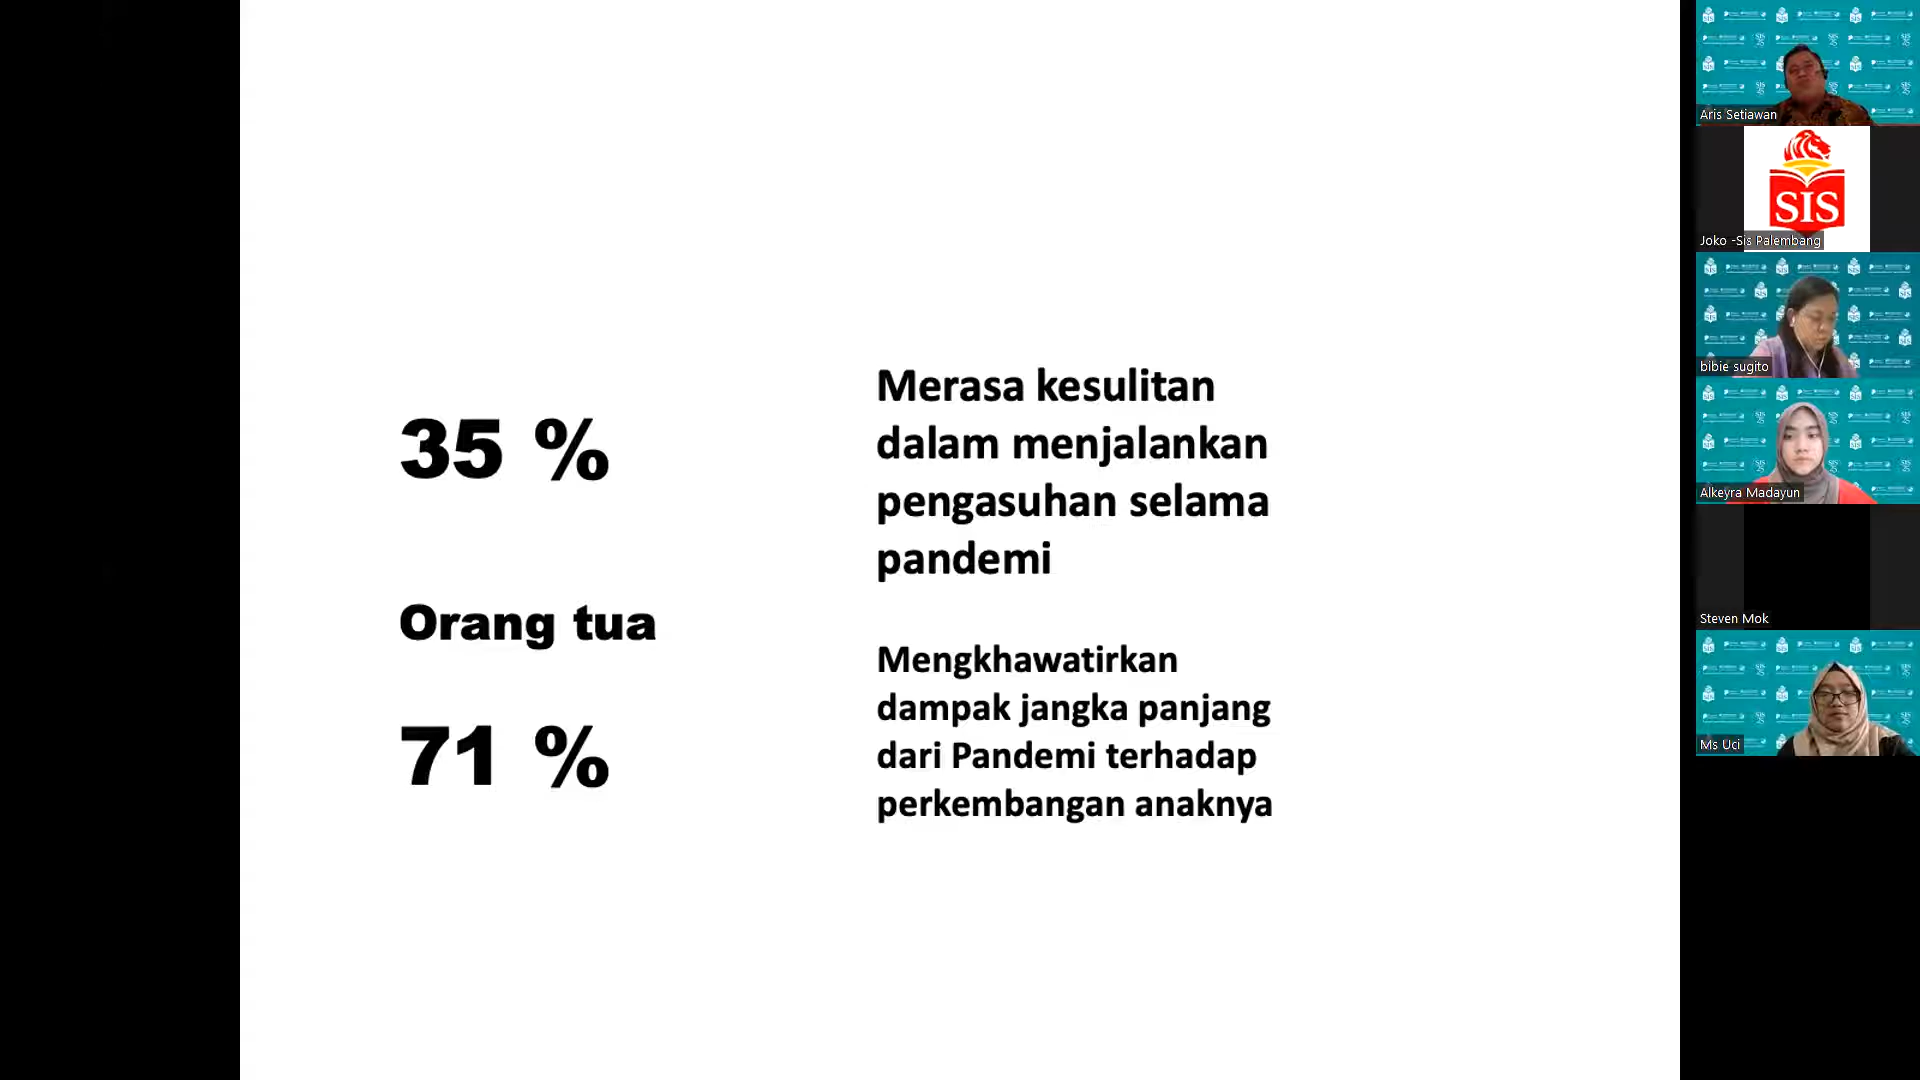 35 %
Orang tua
71 %
Merasa kesulitan
dalam menjalankan
pengasuhan selama
pandemi
Mengkhawatirkan
dampak jangka panjang
dari Pandemi terhadap
perkembangan anaknya
Aris Setiawan
SIS
Joko -Sis Palembang
bibie sugito
Alkeyra Madayun
Steven Mok
Ms Uci